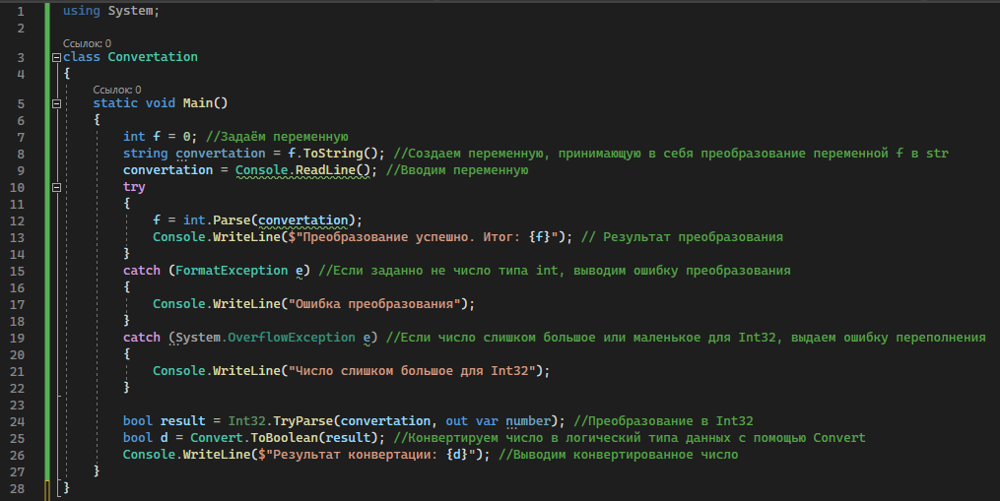 1 using System;
2
Ссылок: 0
3 class Convertation
4 {
Ссылок: 0
5 static void Main()
6 {
7 int f = 0; //Задаём переменную
8 string convertation = f.ToString(); //Создаем переменную, принимающую в себя преобразование переменной f в str
9 convertation = Console.ReadLine(); //Вводим переменную
10 try
11 {
12 f = int.Parse(convertation);
13 Console.WriteLine($"Преобразование успешно. Итог: {f}"); // Результат преобразования
14 }
15 catch (FormatException e) //Если заданно не число типа int, выводим ошибку преобразования
16 {
17 Console.WriteLine("Ошибка преобразования");
18 }
19 catch (System.OverflowException e) //Если число слишком большое или маленькое для Int32, выдаем ошибку переполнения
20 {
21 Console.WriteLine("Число слишком большое для Int32");
22 }
23
24 bool result = Int32.TryParse(convertation, out var number); //Преобразование в Int32
25 bool d = Convert.ToBoolean(result); //Конвертируем число в логический типа данных с помощью Convert
26 Console.WriteLine($"Результат конвертации: {d}"); //Выводим конвертированное число
27 }
28 }